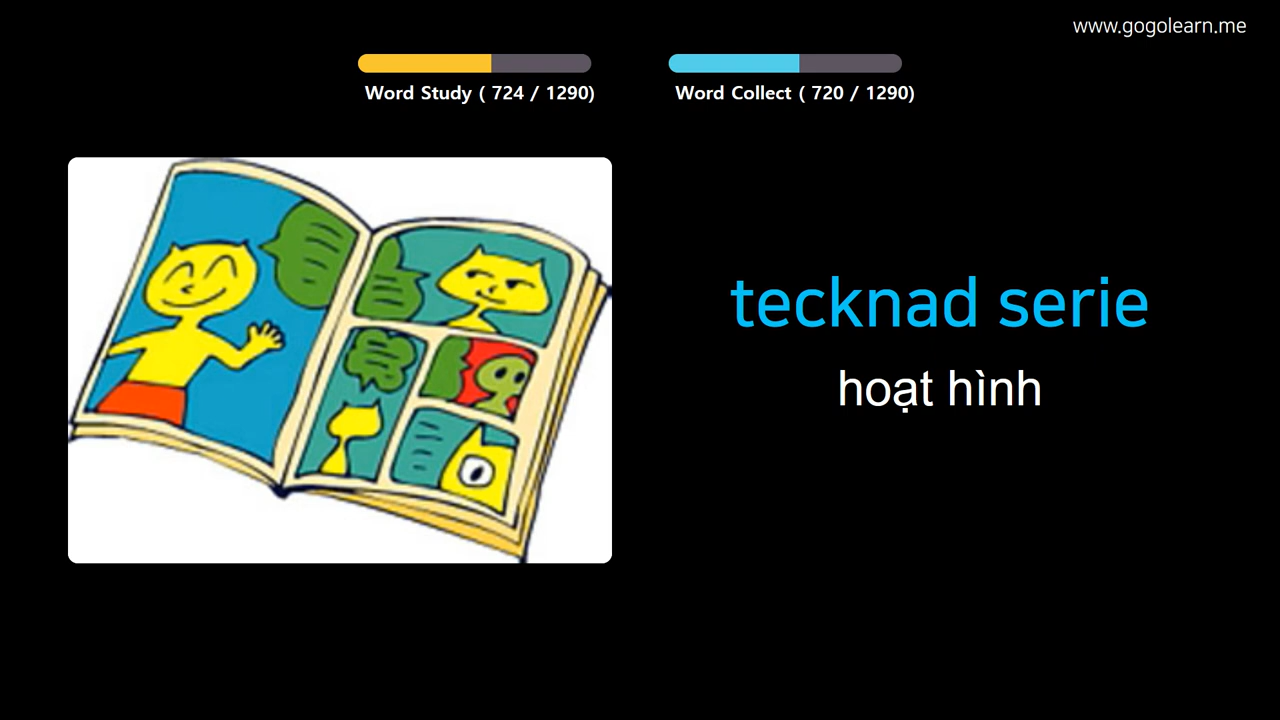 www.gogolearn.me
Word Study ( 724 / 1290)
Word Collect ( 720 / 1290)
tecknad serie
hoạt hình